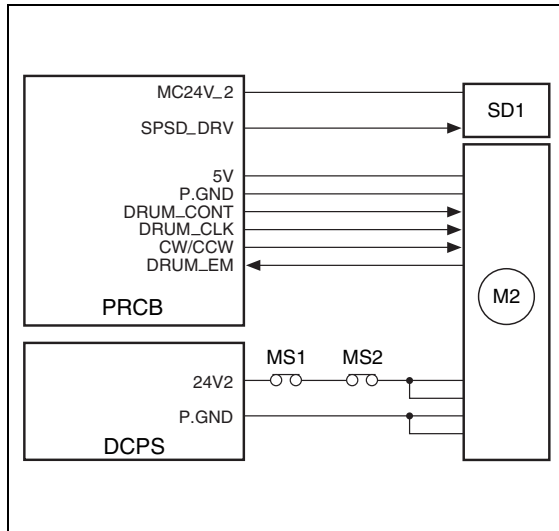 MC24V_2
SD1
SPSD_DRV
5V
P.GND
DRUM_CONT
DRUM_CLK
CW/CCW
DRUM_EM
M2
PRCB
MS1 MS2
24V2
P.GND
DCPS